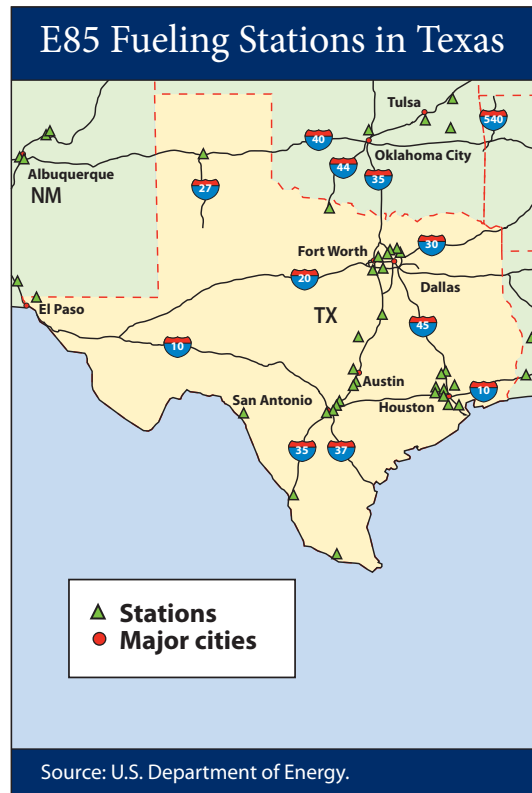 E85 Fueling Stations in Texas
Tulsa
540
40
Oklahoma City
44
35
Albuquerque
NM
27
Fort Worth
30
20
Dallas
El Paso
TX
45
10
Austin
San Antonio
10
Houston
35
37
Stations
Major cities
Source: U.S. Department of Energy.